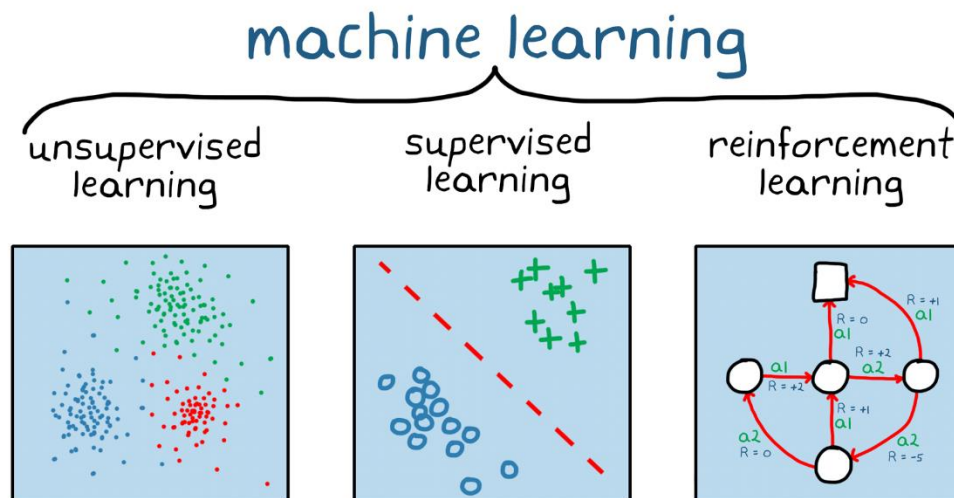 machine learning
unsupervised
learning
supervised
learning
reinforcement
learning
R = +1
a1
R = 0
a1
R = +2
a2
a1
R = +2
R = +1
a1
a2
R = 0
a2
R = -5